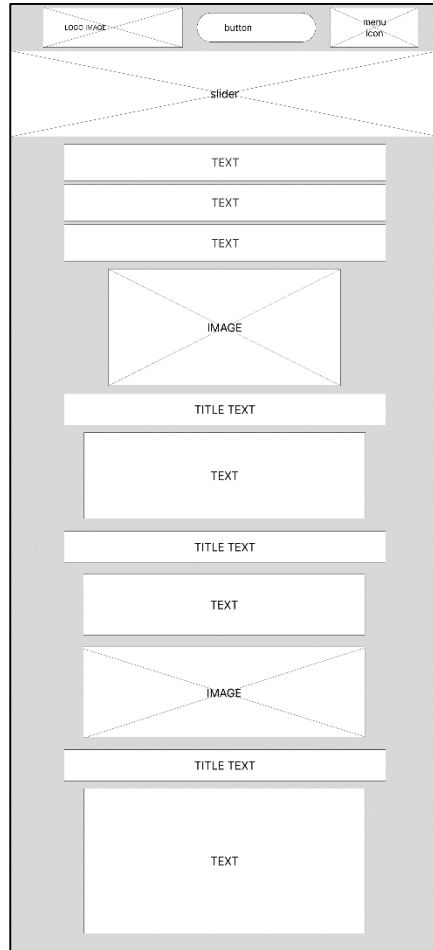 LOGO IMAGE
button
menu
icon
slider
TEXT
TEXT
TEXT
IMAGE
TITLE TEXT
TEXT
TITLE TEXT
TEXT
IMAGE
TITLE TEXT
TEXT